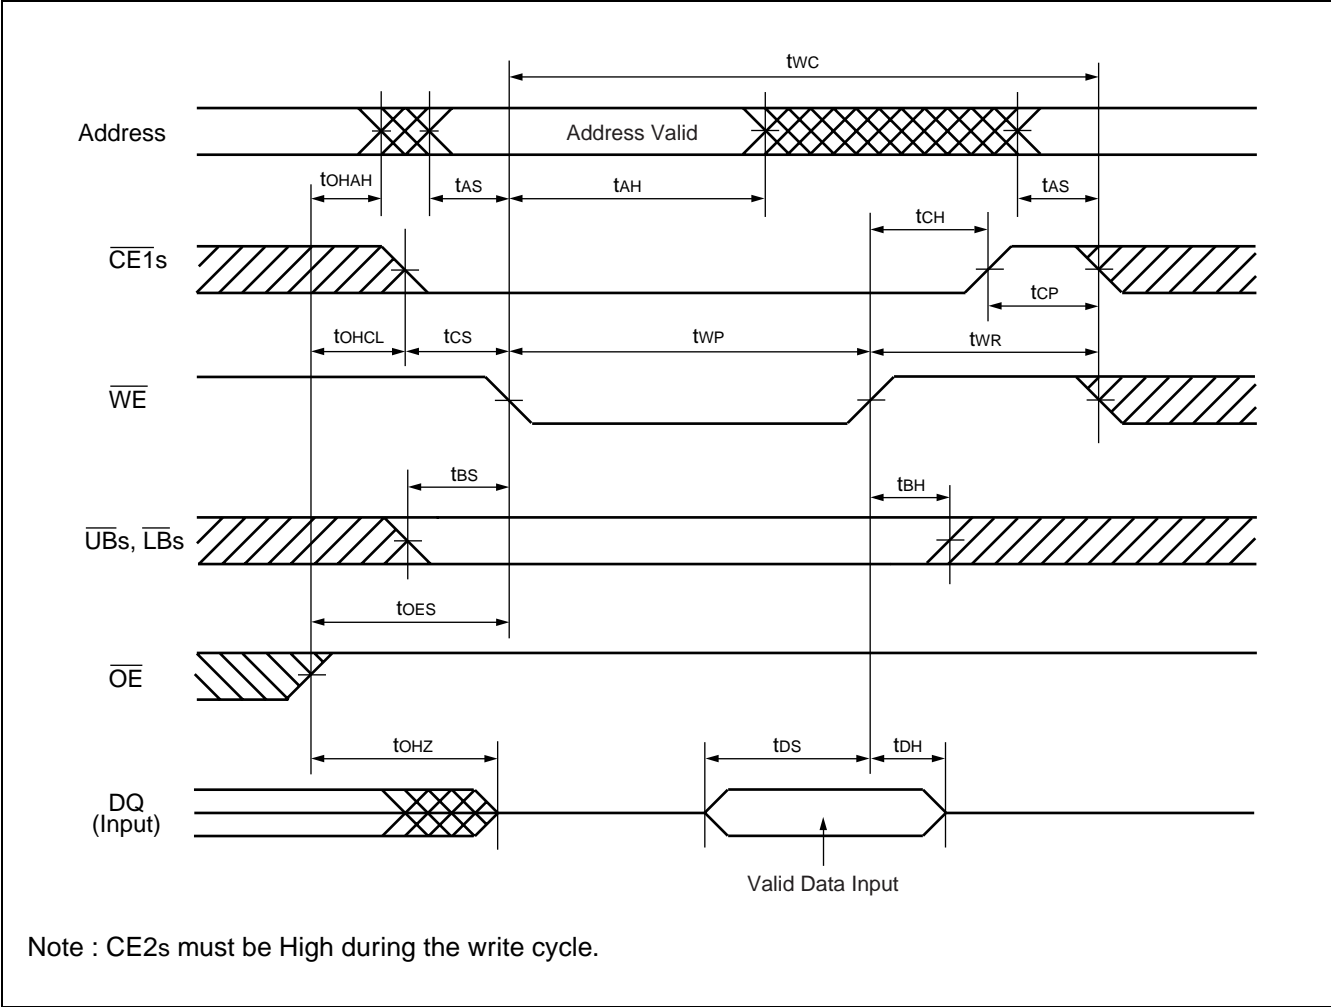 tWC
Address
Address Valid
tOHAH
tAS
tAH
tAS
tCH
CE1s
tCP
tOHCL
tCS
tWP
tWR
WE
tBS
tBH
UBs, LBs
tOES
OE
tOHZ
tDS
tDH
DQ
(Input)
Valid Data Input
Note : CE2s must be High during the write cycle.